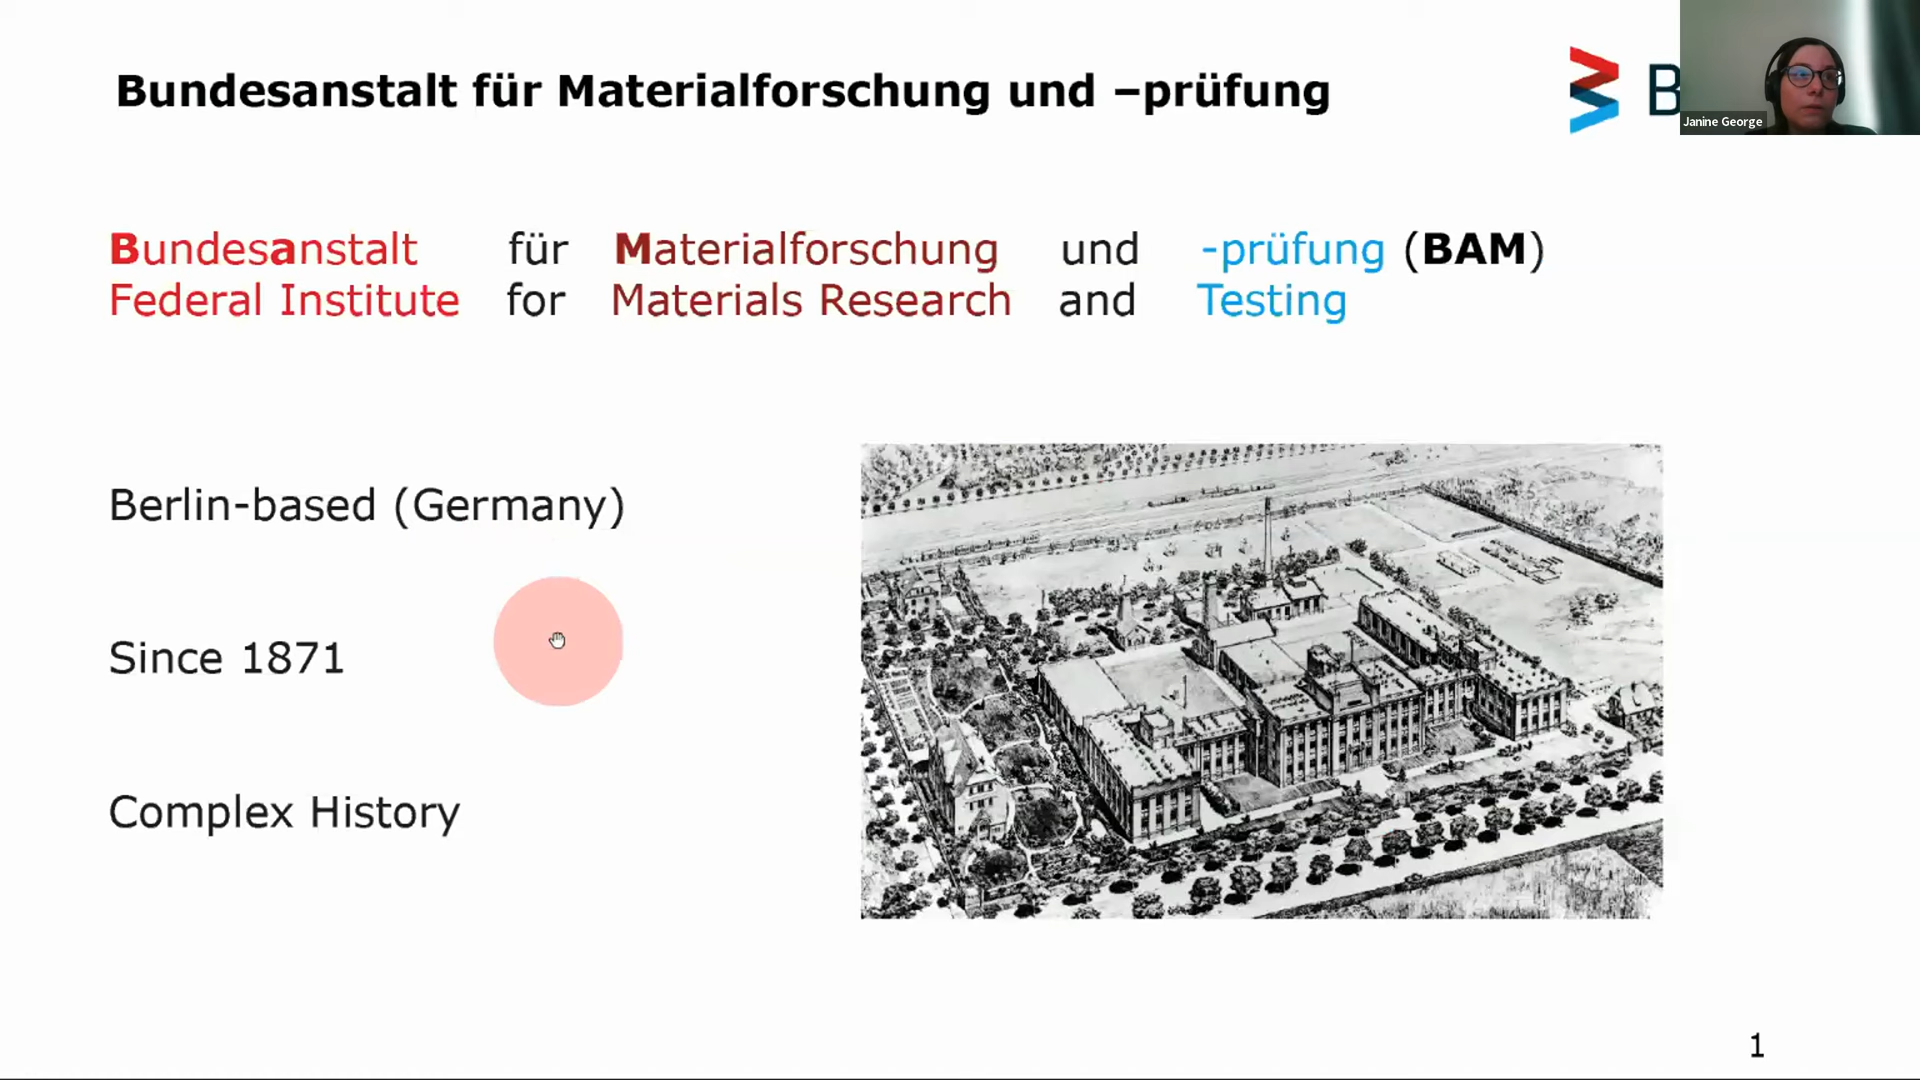 Bundesanstalt für Materialforschung und –prüfung
B
Janine George
Bundesanstalt für Materialforschung und -prüfung (BAM)
Federal Institute for Materials Research and Testing
Berlin-based (Germany)
Since 1871
Complex History
1